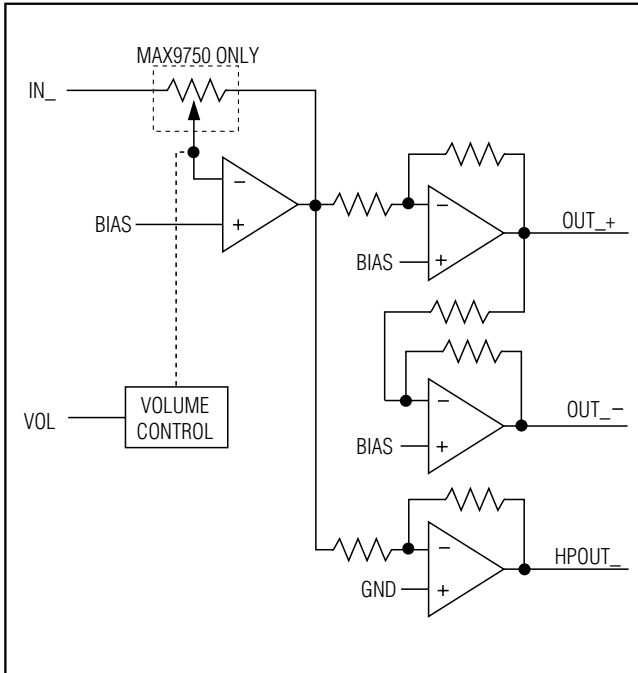 MAX9750 ONLY
IN_
−
+
BIAS
−
+
BIAS
OUT_+
VOL
VOLUME
CONTROL
−
+
BIAS
OUT_−
−
+
GND
HPOUT_